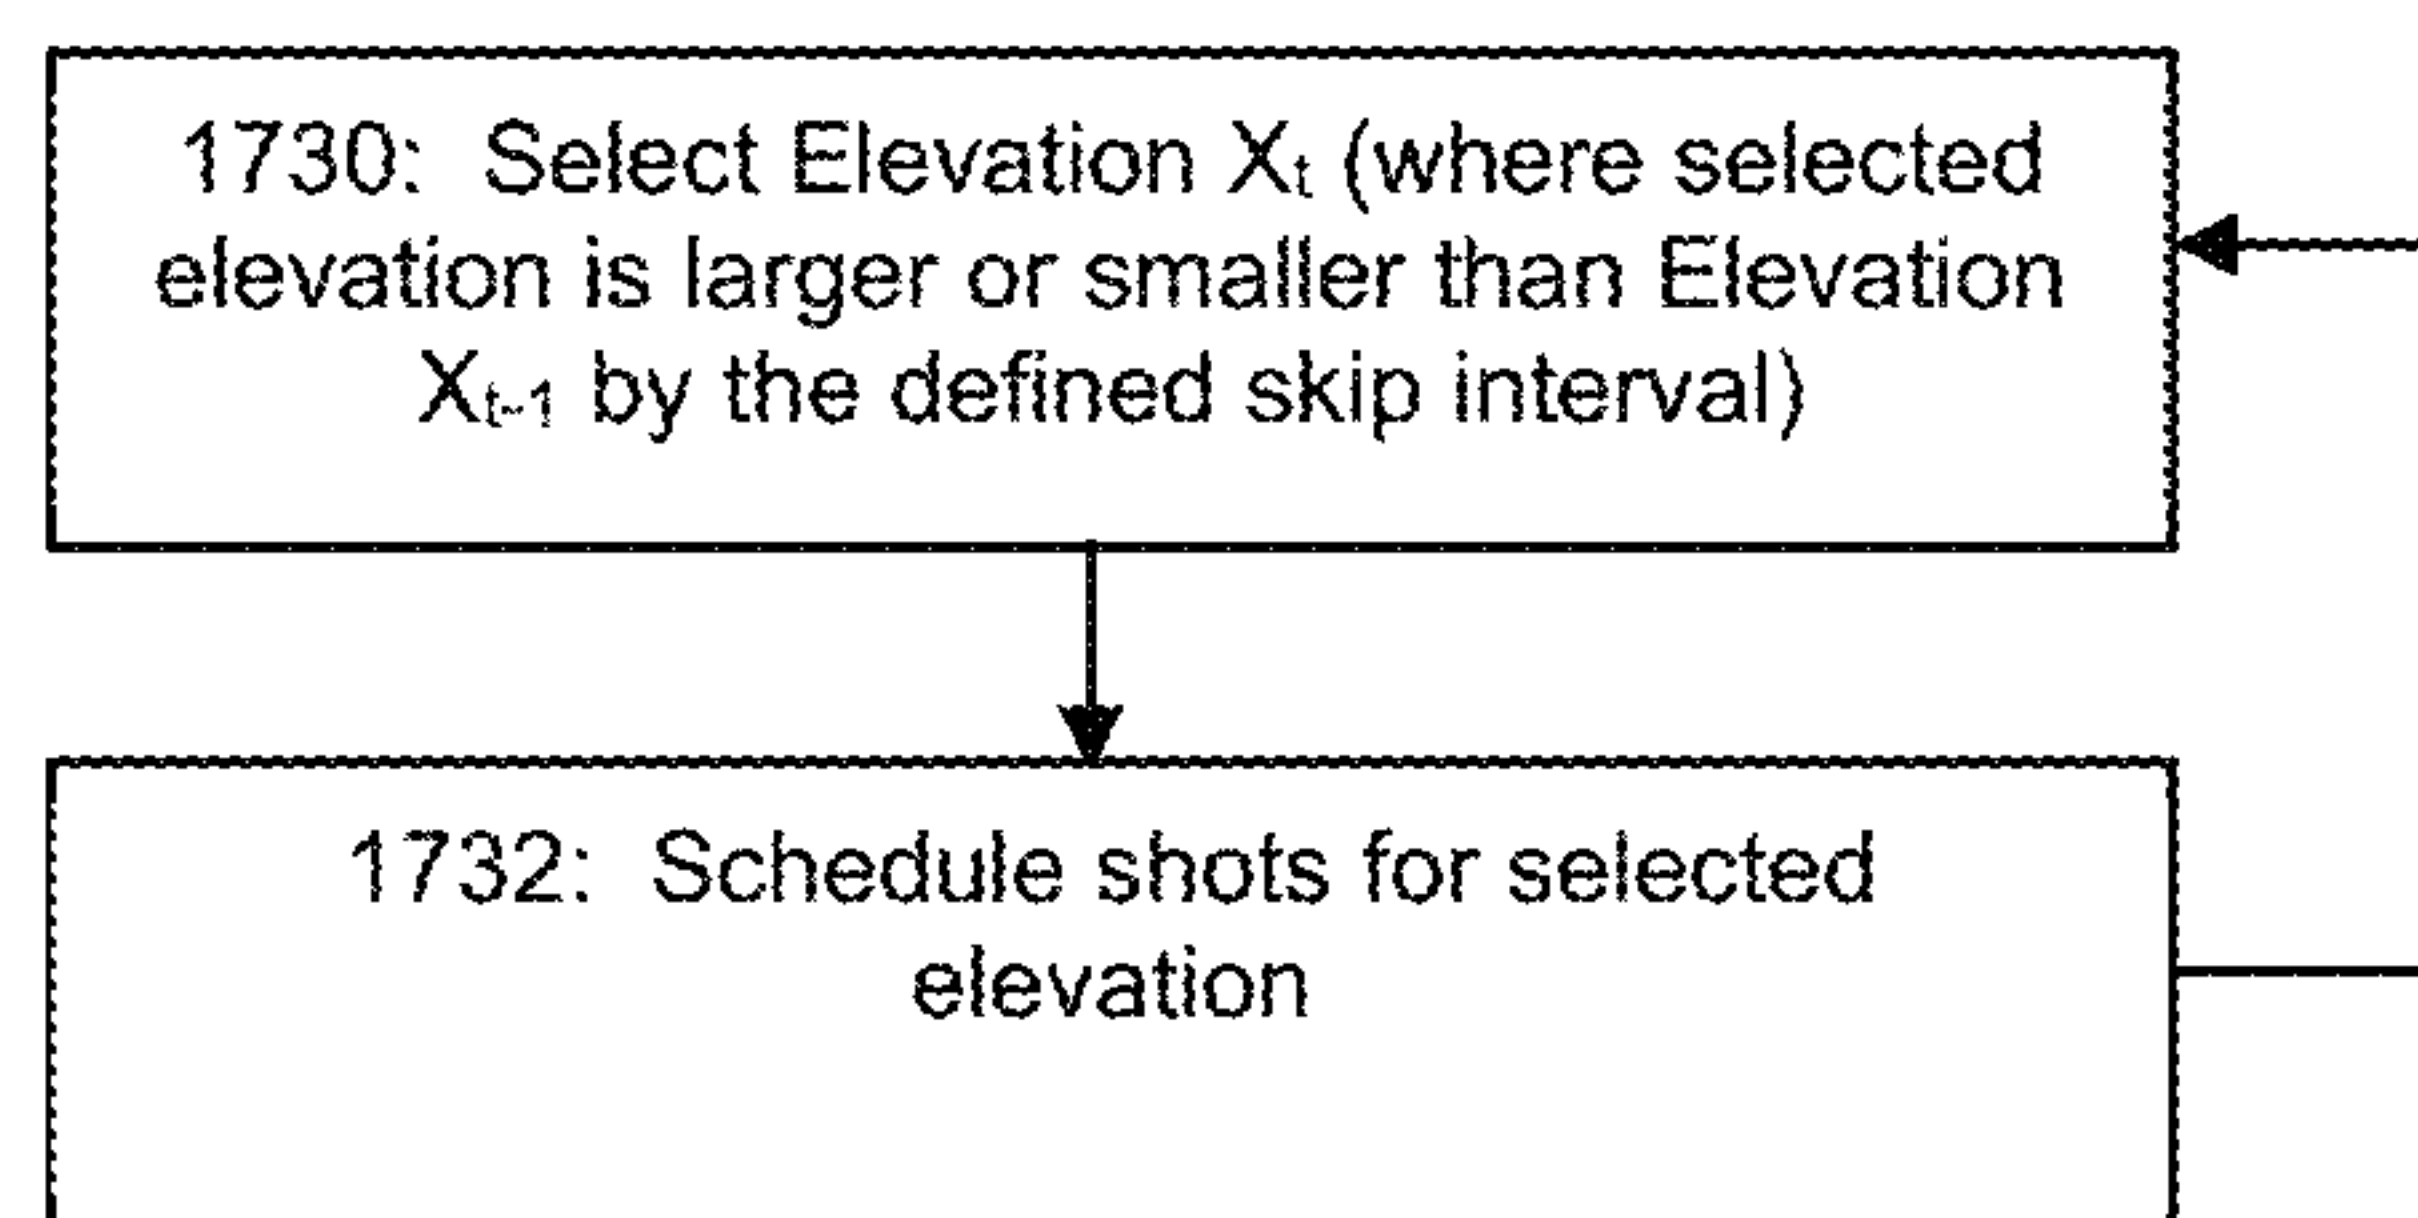 1730: Select Elevation Xt (where selected
elevation is larger or smaller than Elevation
Xt-1 by the defined skip interval)
1732: Schedule shots for selected
elevation